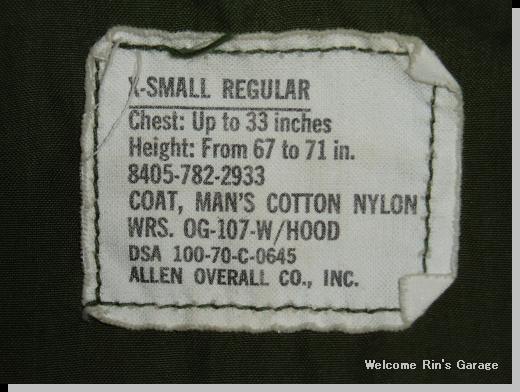 X-SMALL REGULAR
Chest: Up to 33 inches
Height: From 67 to 71 in.
8405-782-2933
COAT, MAN'S COTTON NYLON
WRS. OG-107-W/HOOD
DSA 100-70-C-0645
ALLEN OVERALL CO., INC.
Welcome Rin's Garage